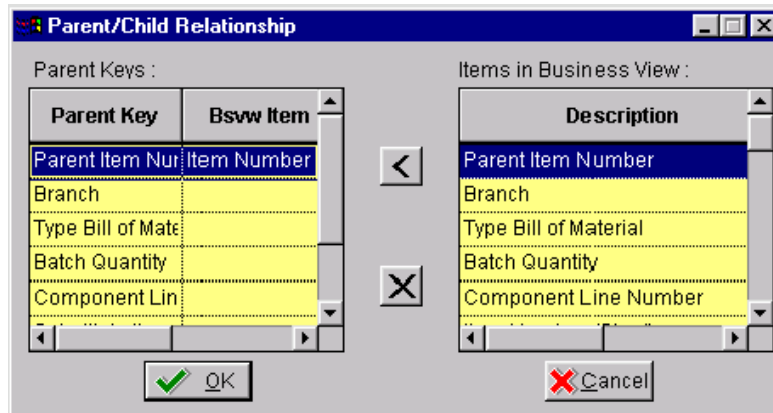 Parent/Child Relationship
Parent Keys :
Items in Business View :
Parent Key Bsvw Item
Description
Parent Item Nur Item Number
Parent Item Number
Branch
Branch
Type Bill of Mate
Type Bill of Material
Batch Quantity
Batch Quantity
Component Lin
Component Line Number
OK
Cancel